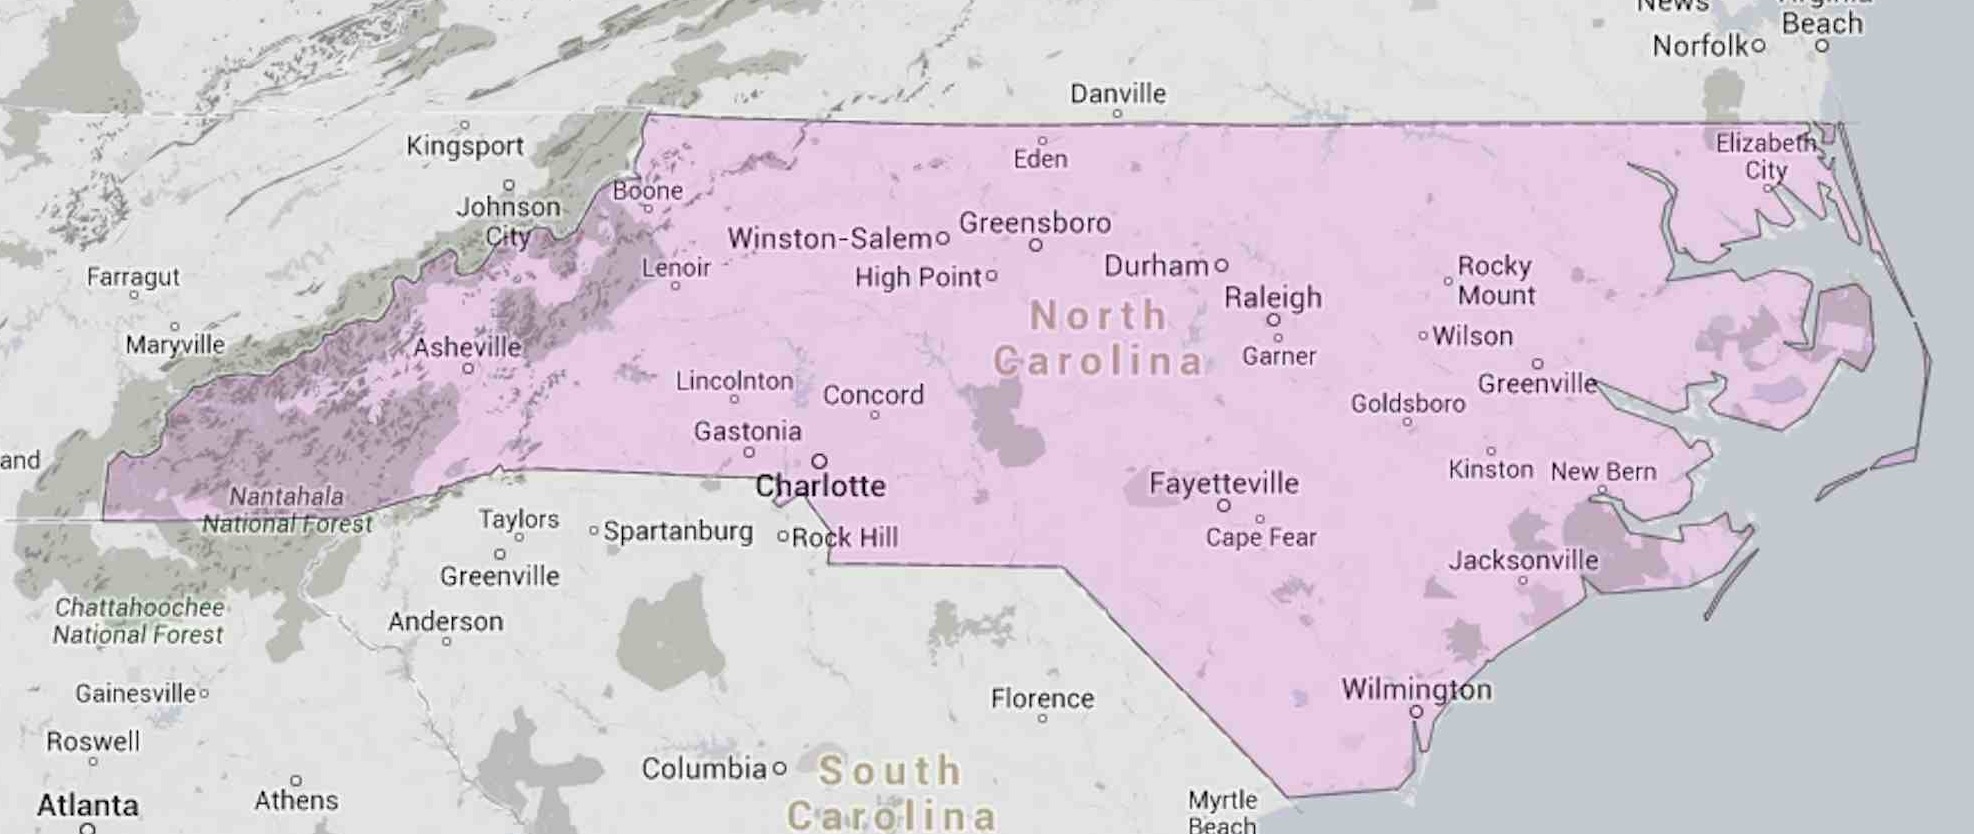 News
Virginia
Beach
Norfolk
Danville
Kingsport
Eden
Elizabeth
City
Boone
Johnson
City
Winston-Salem
Greensboro
Farragut
Lenoir
High Point
Durham
Rocky
Mount
Raleigh
North
Carolina
Maryville
Asheville
Garner
Wilson
Lincolnton
Concord
Greenville
Goldsboro
Gastonia
and
Charlotte
Kinston
New Bern
Nantahala
National Forest
Fayetteville
Taylors
Spartanburg
Rock Hill
Cape Fear
Jacksonville
Greenville
Chattahoochee
National Forest
Anderson
Gainesville
Florence
Wilmington
Roswell
Columbia
South
Carolina
Atlanta
Athens
Myrtle
Beach